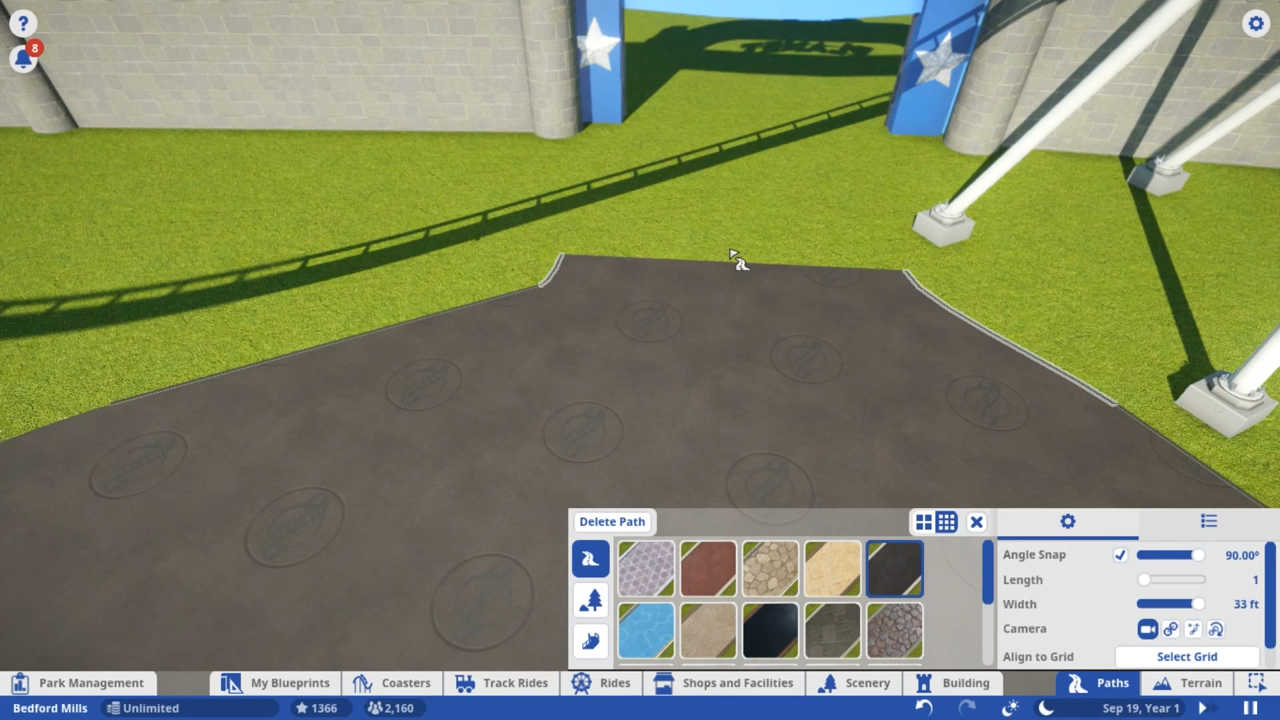 ?
8
Delete Path
Angle Snap 90.00°
Length 1
Width 33 ft
Camera
Align to Grid Select Grid
Park Management My Blueprints Coasters Track Rides Rides Shops and Facilities Scenery Building Paths Terrain
Bedford Mills Unlimited 1366 2,160 Sep 19, Year 1